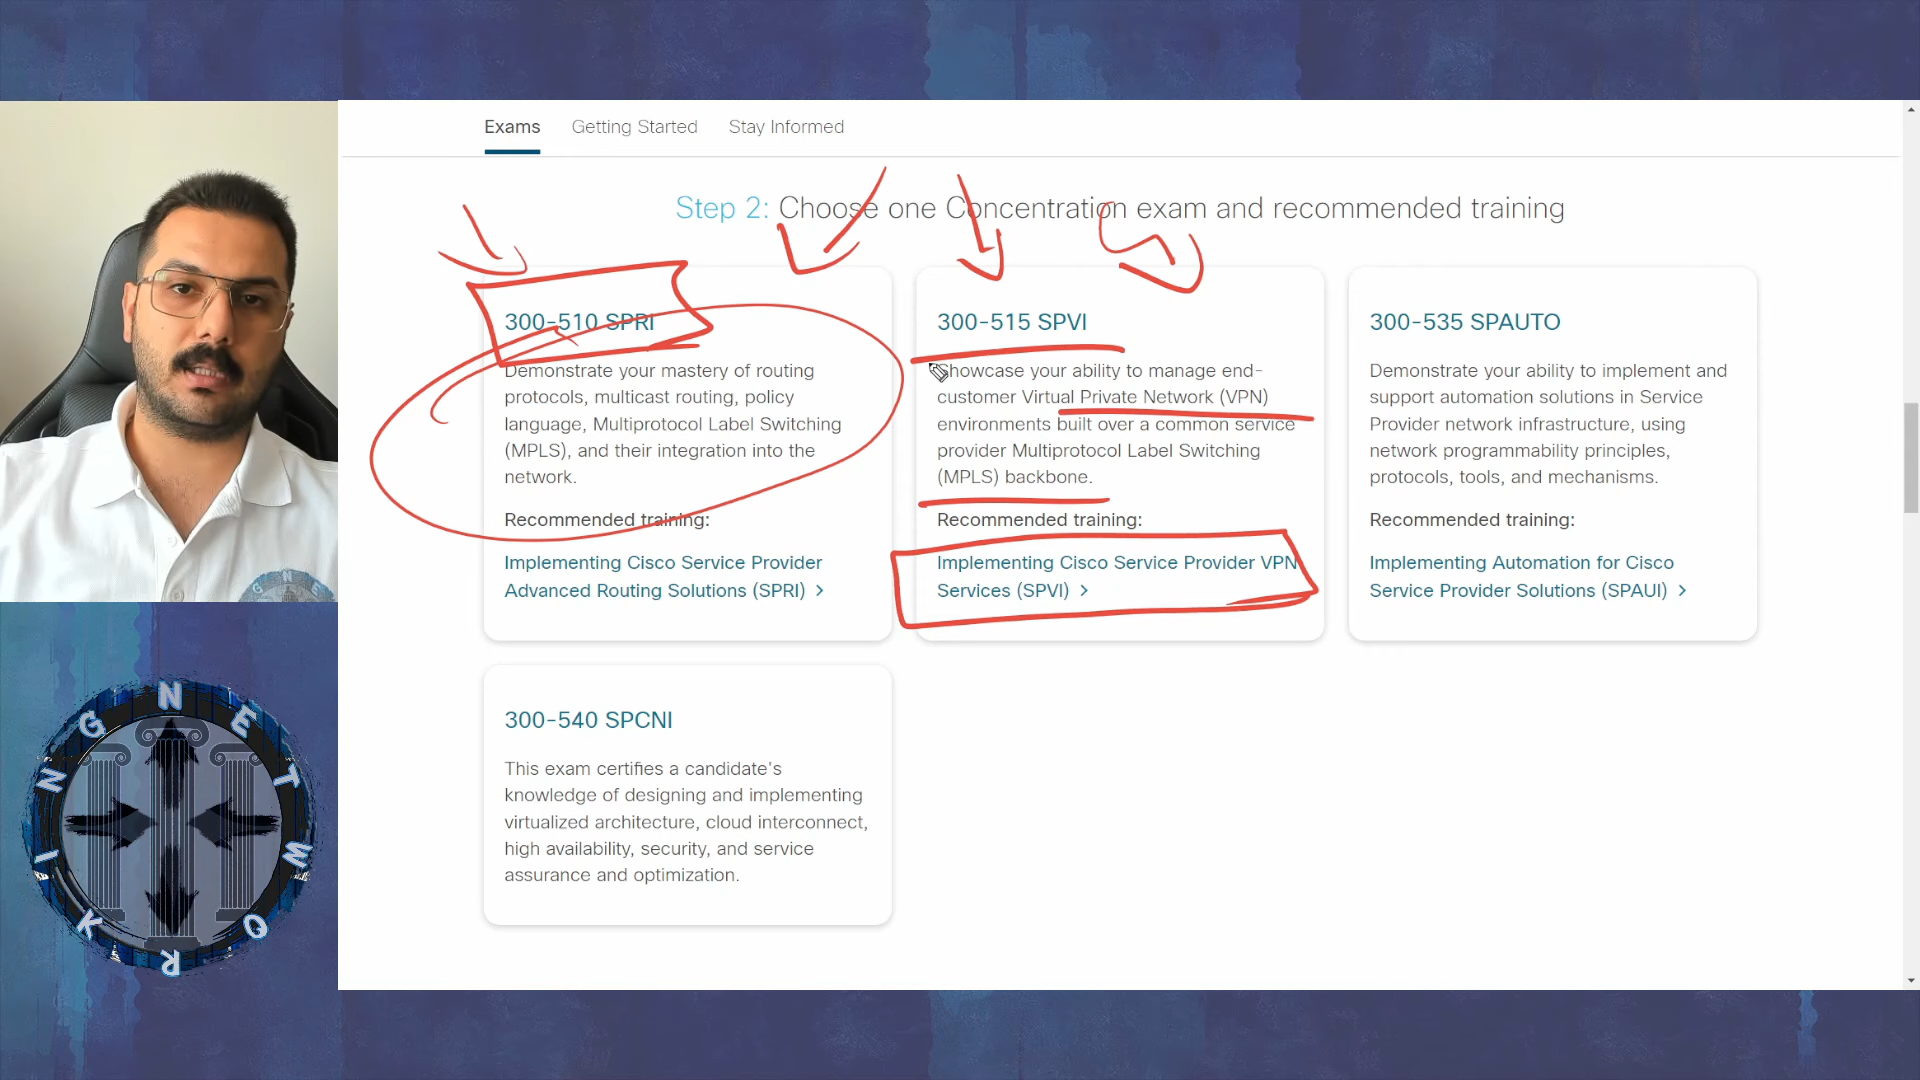 Exams Getting Started Stay Informed
Step 2: Choose one Concentration exam and recommended training
300-510 SPRI
Demonstrate your mastery of routing
protocols, multicast routing, policy
language, Multiprotocol Label Switching
(MPLS), and their integration into the
network.
Recommended training:
Implementing Cisco Service Provider
Advanced Routing Solutions (SPRI) >
300-515 SPVI
Showcase your ability to manage end-
customer Virtual Private Network (VPN)
environments built over a common service
provider Multiprotocol Label Switching
(MPLS) backbone.
Recommended training:
Implementing Cisco Service Provider VPN
Services (SPVI) >
300-535 SPAUTO
Demonstrate your ability to implement and
support automation solutions in Service
Provider network infrastructure, using
network programmability principles,
protocols, tools, and mechanisms.
Recommended training:
Implementing Automation for Cisco
Service Provider Solutions (SPAUI) >
300-540 SPCNI
This exam certifies a candidate's
knowledge of designing and implementing
virtualized architecture, cloud interconnect,
high availability, security, and service
assurance and optimization.
NETWORKING